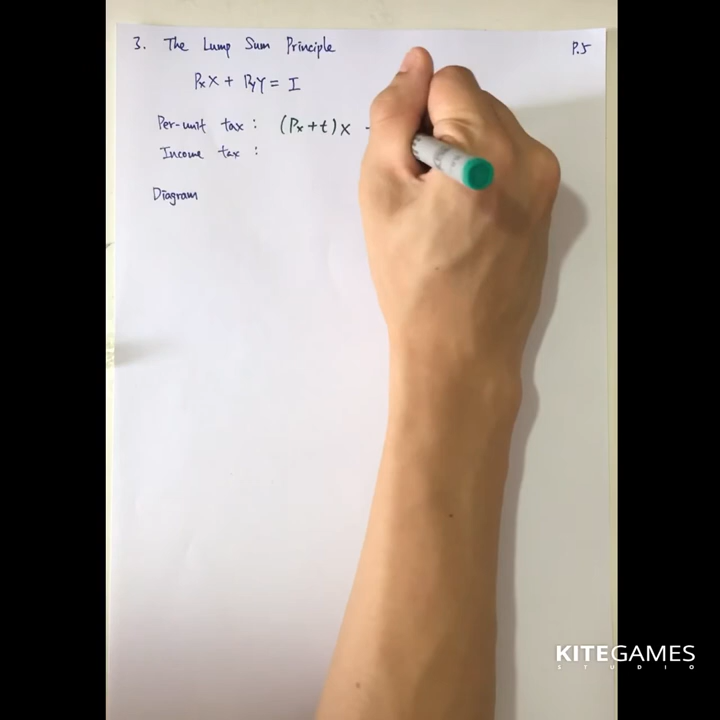 3. The Lump Sum Principle
P.5
PxX + PyY = I
Per-unit tax : (Px+t)X -
Income tax :
Diagram
KITEGAMES
STUDIO